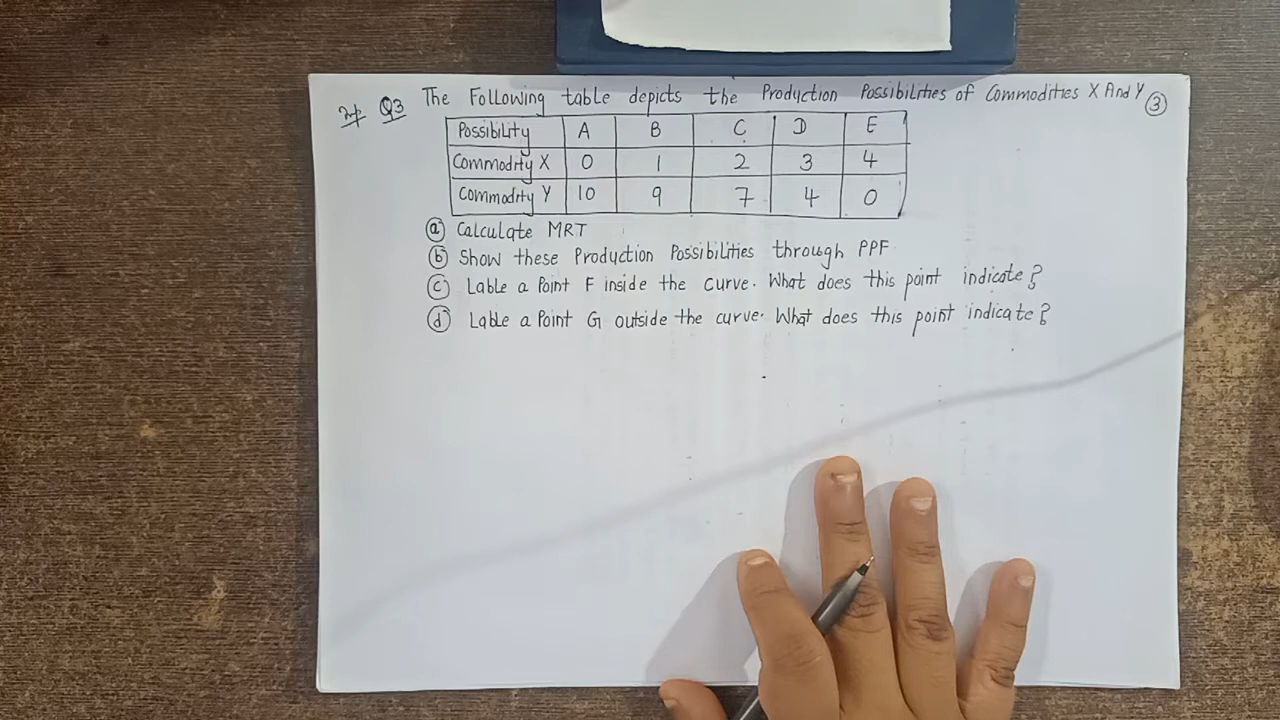 Imp Q3 The Following table depicts the Production Possibilities of Commodities X And Y ③
Possibility A B C D E
Commodity X 0 1 2 3 4
Commodity Y 10 9 7 4 0
ⓐ Calculate MRT
ⓑ Show these Production Possibilities through PPF
ⓒ Lable a Point F inside the curve. What does this point indicate?
ⓓ Lable a Point G outside the curve. What does this point indicate?